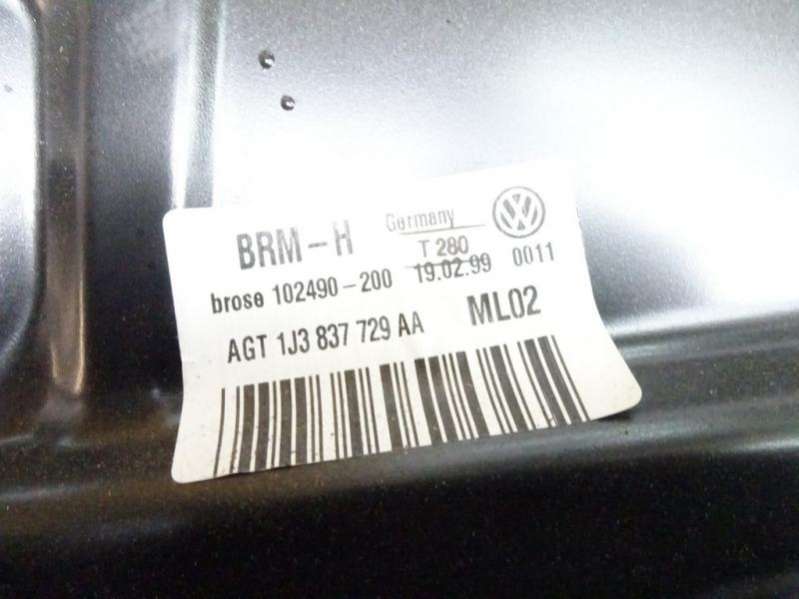 BRM-H Germany
T 280
brose 102490-200 19.02.99 0011
AGT 1J3 837 729 AA ML02